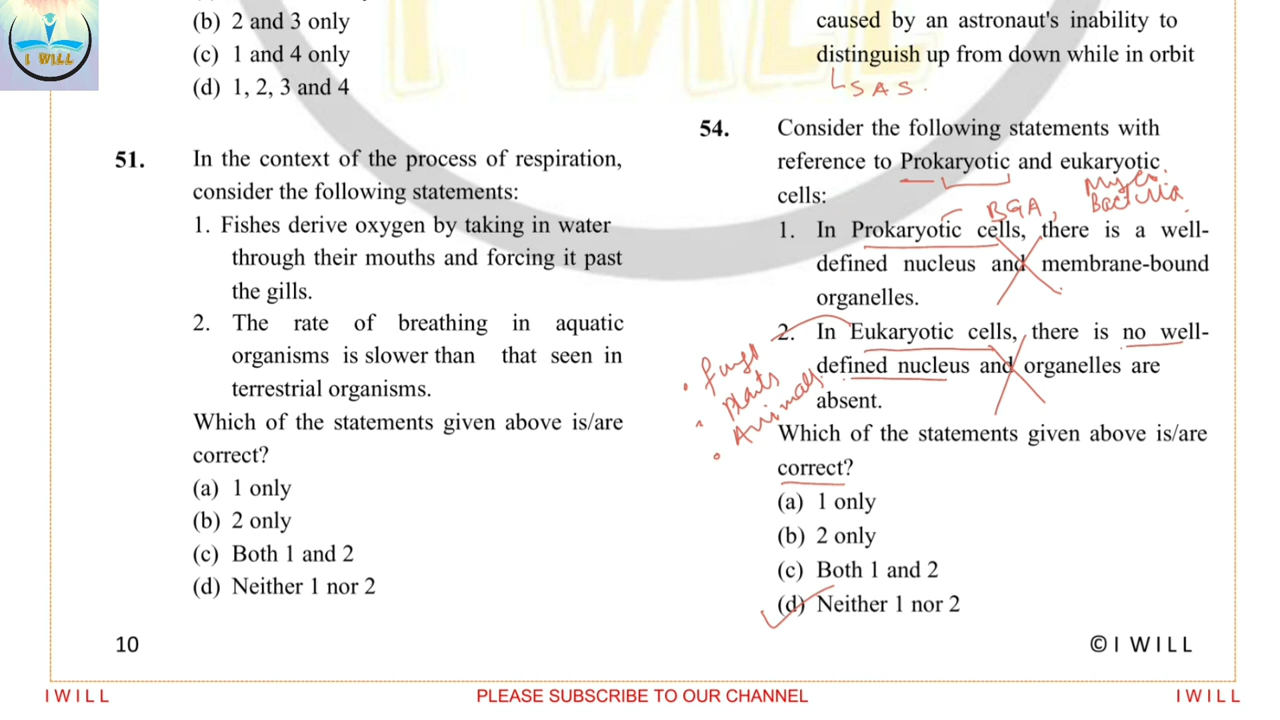 I WILL
(b) 2 and 3 only
(c) 1 and 4 only
(d) 1, 2, 3 and 4
51. In the context of the process of respiration,
consider the following statements:
1. Fishes derive oxygen by taking in water
through their mouths and forcing it past
the gills.
2. The rate of breathing in aquatic
organisms is slower than that seen in
terrestrial organisms.
Which of the statements given above is/are
correct?
(a) 1 only
(b) 2 only
(c) Both 1 and 2
(d) Neither 1 nor 2
10
caused by an astronaut's inability to
distinguish up from down while in orbit
SAS.
54. Consider the following statements with
reference to Prokaryotic and eukaryotic
cells:
BGA,
Bacteria
1. In Prokaryotic cells, there is a well-
defined nucleus and membrane-bound
organelles.
2. In Eukaryotic cells, there is no well-
defined nucleus and organelles are
absent.
• Plants
• Animals
Which of the statements given above is/are
correct?
(a) 1 only
(b) 2 only
(c) Both 1 and 2
(d) Neither 1 nor 2
© I WILL
I W I L L
PLEASE SUBSCRIBE TO OUR CHANNEL
I W I L L